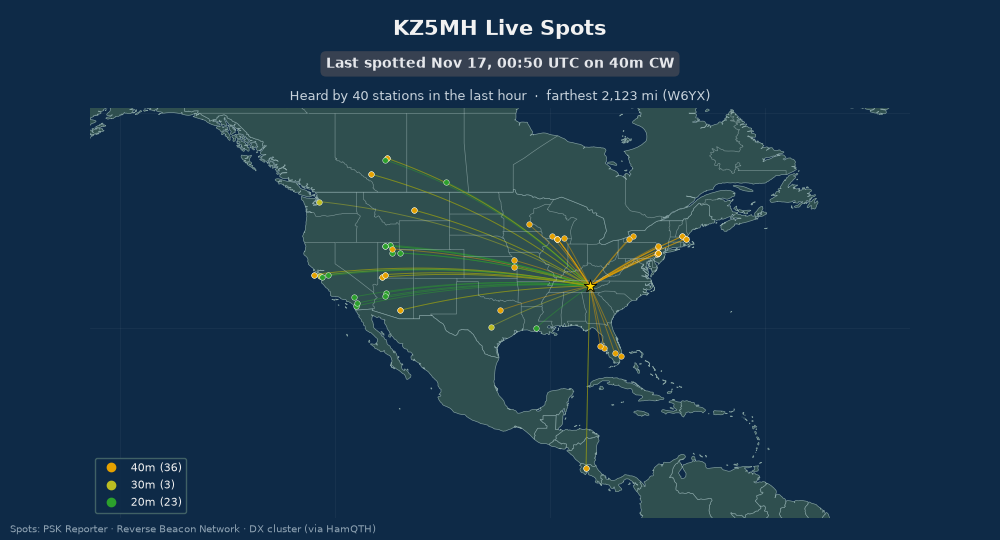 KZ5MH Live Spots
Last spotted Nov 17, 00:50 UTC on 40m CW
Heard by 40 stations in the last hour · farthest 2,123 mi (W6YX)
40m (36)
30m (3)
20m (23)
Spots: PSK Reporter · Reverse Beacon Network · DX cluster (via HamQTH)